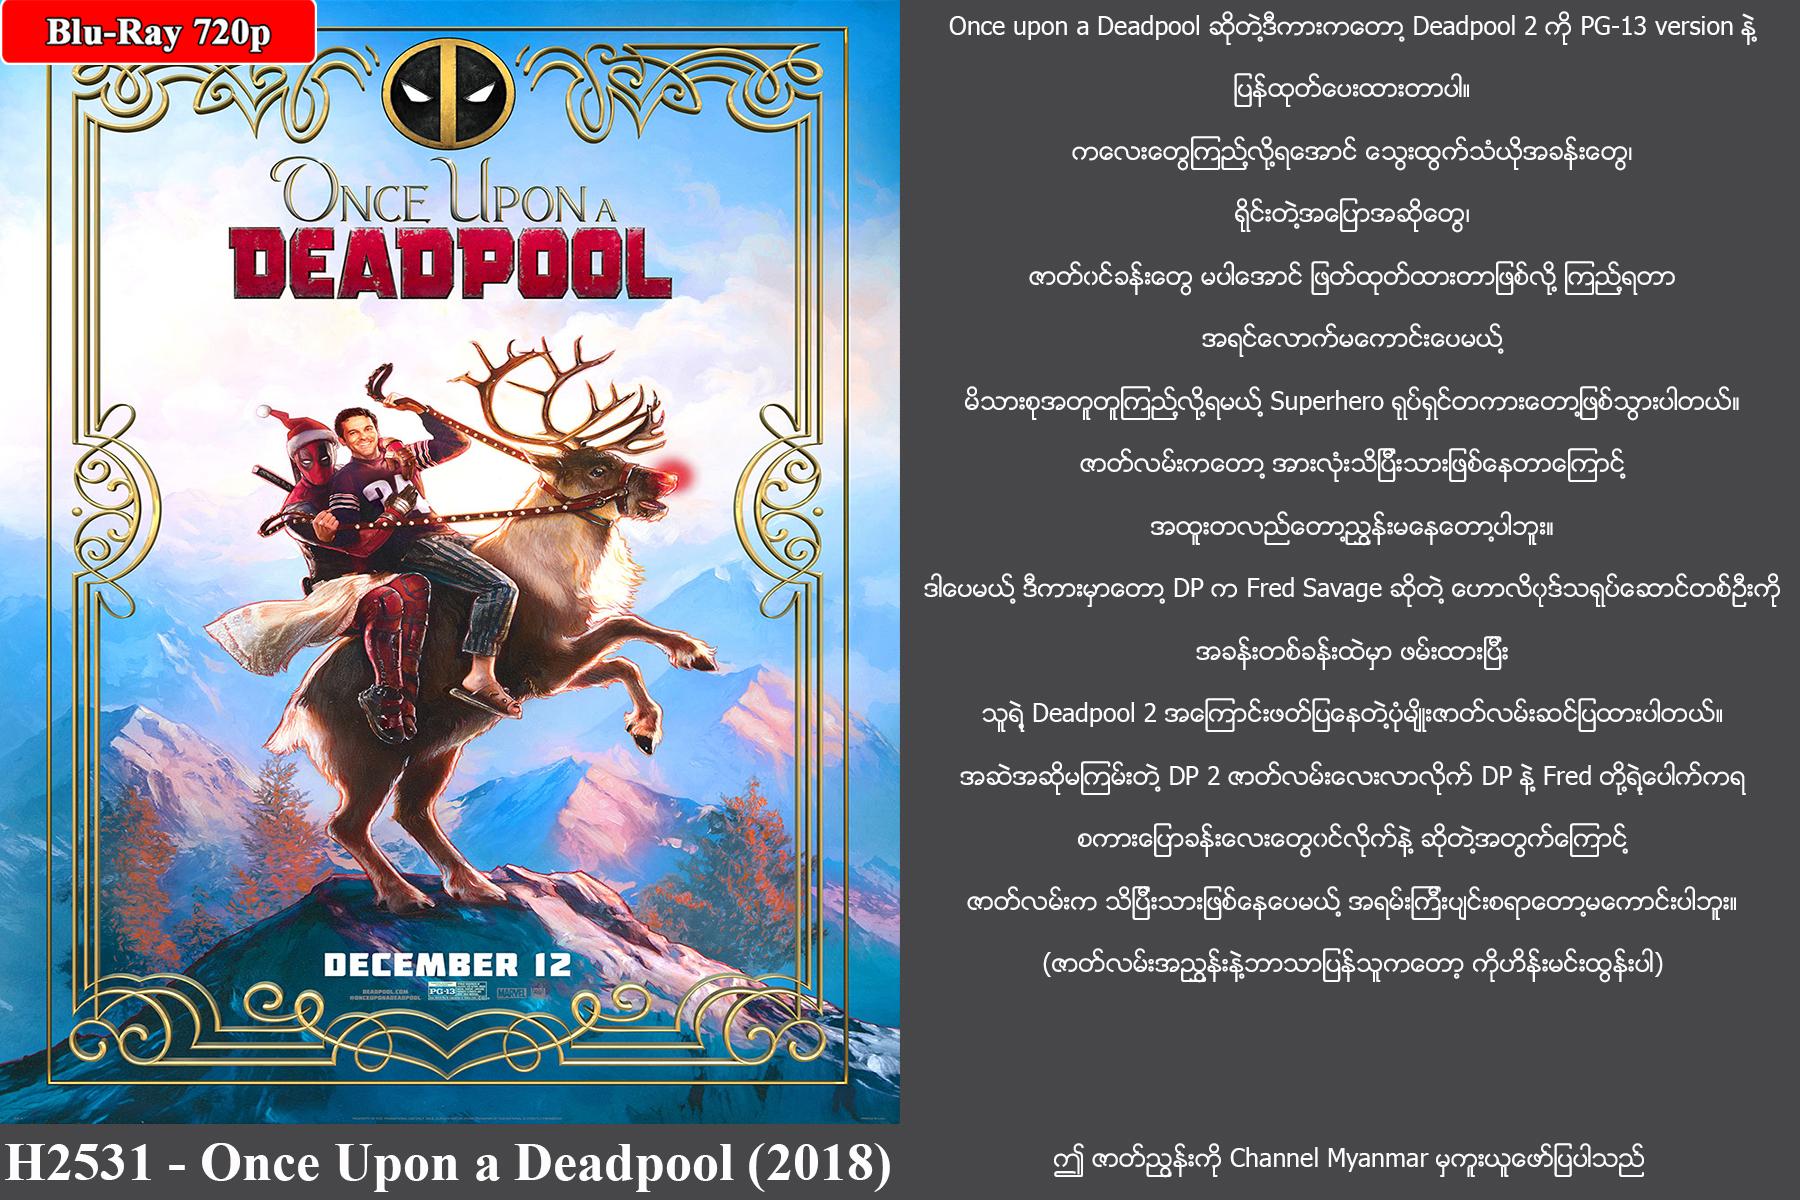 Blu-Ray 720p
ONCE UPON A
DEADPOOL
DECEMBER 12
DEADPOOL.COM
#ONCEUPONADEADPOOL
PG-13
MARVEL
H2531 - Once Upon a Deadpool (2018)
Once upon a Deadpool ဆိုတဲ့ဒီကားကတော့ Deadpool 2 ကို PG-13 version နဲ့
ပြန်ထုတ်ပေးထားတာပါ။
ကလေးတွေကြည့်လို့ရအောင် သွေးထွက်သံယိုအခန်းတွေ၊
ရိုင်းတဲ့အပြောအဆိုတွေ၊
ဇာတ်ဝင်ခန်းတွေ မပါအောင် ဖြတ်ထုတ်ထားတာဖြစ်လို့ ကြည့်ရတာ
အရင်လောက်မကောင်းပေမယ့်
မိသားစုအတူတူကြည့်လို့ရမယ့် Superhero ရုပ်ရှင်တကားတော့ဖြစ်သွားပါတယ်။
ဇာတ်လမ်းကတော့ အားလုံးသိပြီးသားဖြစ်နေတာကြောင့်
အထူးတလည်တော့ညွှန်းမနေတော့ပါဘူး။
ဒါပေမယ့် ဒီကားမှာတော့ DP က Fred Savage ဆိုတဲ့ ဟောလိဝုဒ်သရုပ်ဆောင်တစ်ဦးကို
အခန်းတစ်ခန်းထဲမှာ ဖမ်းထားပြီး
သူရဲ့ Deadpool 2 အကြောင်းဖတ်ပြနေတဲ့ပုံမျိုးဇာတ်လမ်းဆင်ပြထားပါတယ်။
အဆဲအဆိုမကြမ်းတဲ့ DP 2 ဇာတ်လမ်းလေးလာလိုက် DP နဲ့ Fred တို့ရဲ့ပေါက်ကရ
စကားပြောခန်းလေးတွေဝင်လိုက်နဲ့ ဆိုတဲ့အတွက်ကြောင့်
ဇာတ်လမ်းက သိပြီးသားဖြစ်နေပေမယ့် အရမ်းကြီးပျင်းစရာတော့မကောင်းပါဘူး။
(ဇာတ်လမ်းအညွှန်းနဲ့ဘာသာပြန်သူကတော့ ကိုဟိန်းမင်းထွန်းပါ)
ဤ ဇာတ်ညွှန်းကို Channel Myanmar မှကူးယူဖော်ပြပါသည်